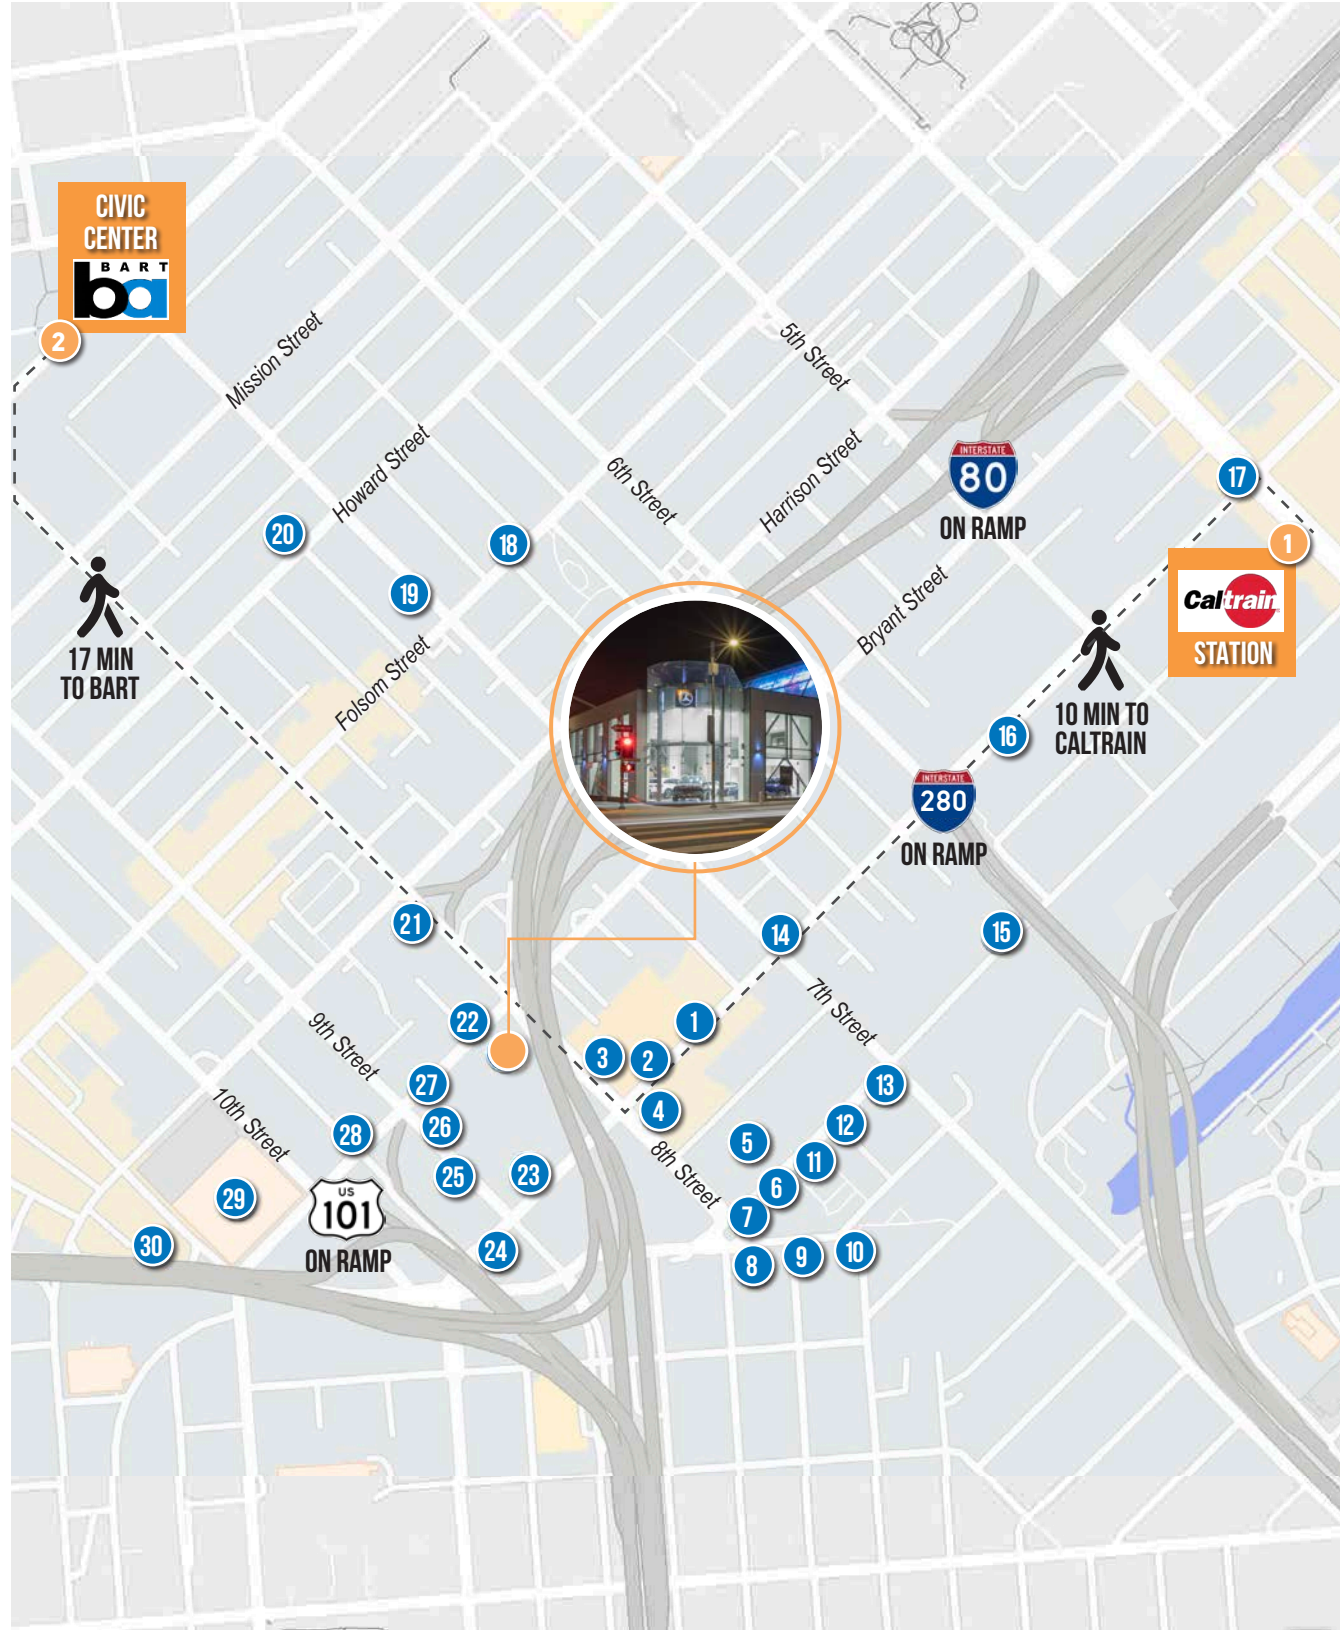 CIVIC
CENTER
BART
ba
2
Mission Street
Howard Street
5th Street
6th Street
Harrison Street
INTERSTATE
80
ON RAMP
17
1
Caltrain
STATION
20
18
19
Bryant Street
17 MIN
TO BART
Folsom Street
10 MIN TO
CALTRAIN
16
INTERSTATE
280
ON RAMP
21
14
15
7th Street
22
1
3
2
9th Street
27
13
4
10th Street
26
12
28
5
8th Street
11
25
23
6
29
US
101
ON RAMP
7
30
24
8
9
10